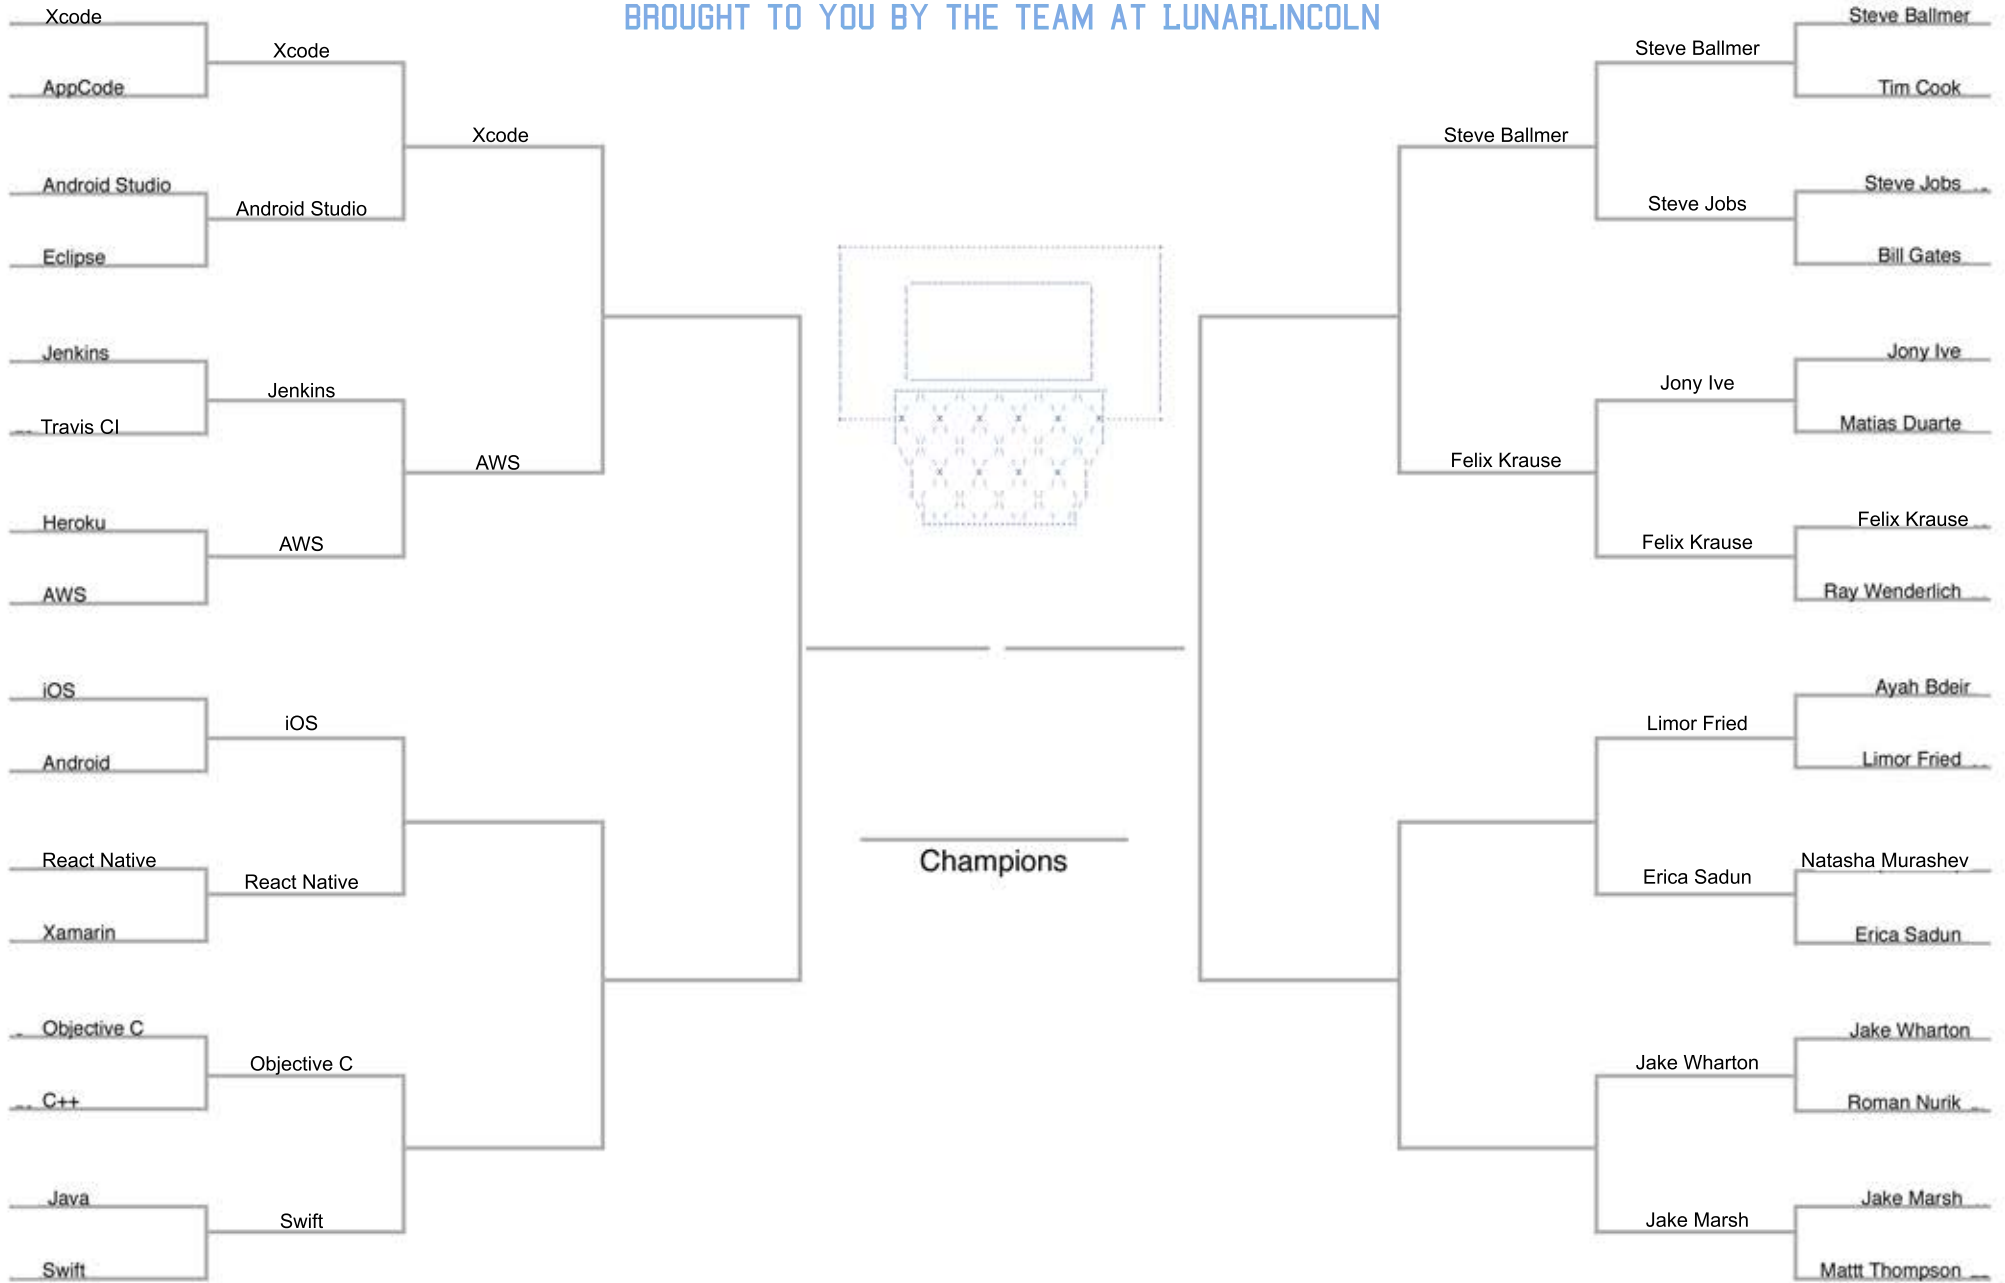 BROUGHT TO YOU BY THE TEAM AT LUNARLINCOLN
Xcode
AppCode
Android Studio
Eclipse
Jenkins
Travis CI
Heroku
AWS
iOS
Android
React Native
Xamarin
Objective C
C++
Java
Swift
Xcode
Android Studio
Jenkins
AWS
iOS
React Native
Objective C
Swift
Xcode
AWS
Champions
Steve Ballmer
Felix Krause
Steve Ballmer
Steve Jobs
Jony Ive
Felix Krause
Limor Fried
Erica Sadun
Jake Wharton
Jake Marsh
Steve Ballmer
Tim Cook
Steve Jobs
Bill Gates
Jony Ive
Matias Duarte
Felix Krause
Ray Wenderlich
Ayah Bdeir
Limor Fried
Natasha Murashev
Erica Sadun
Jake Wharton
Roman Nurik
Jake Marsh
Mattt Thompson